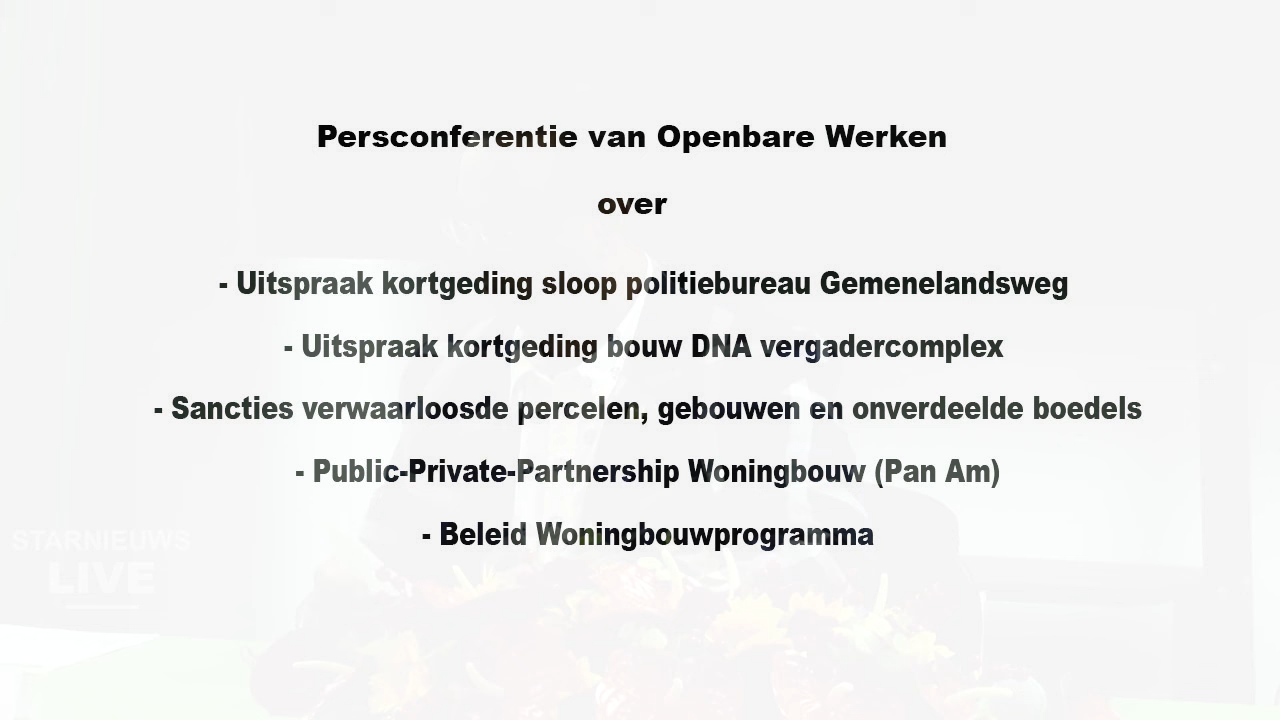 Persconferentie van Openbare Werken
over
- Uitspraak kortgeding sloop politiebureau Gemenelandsweg
- Uitspraak kortgeding bouw DNA vergadercomplex
- Sancties verwaarloosde percelen, gebouwen en onverdeelde boedels
- Public-Private-Partnership Woningbouw (Pan Am)
- Beleid Woningbouwprogramma
STARNIEUWS
LIVE